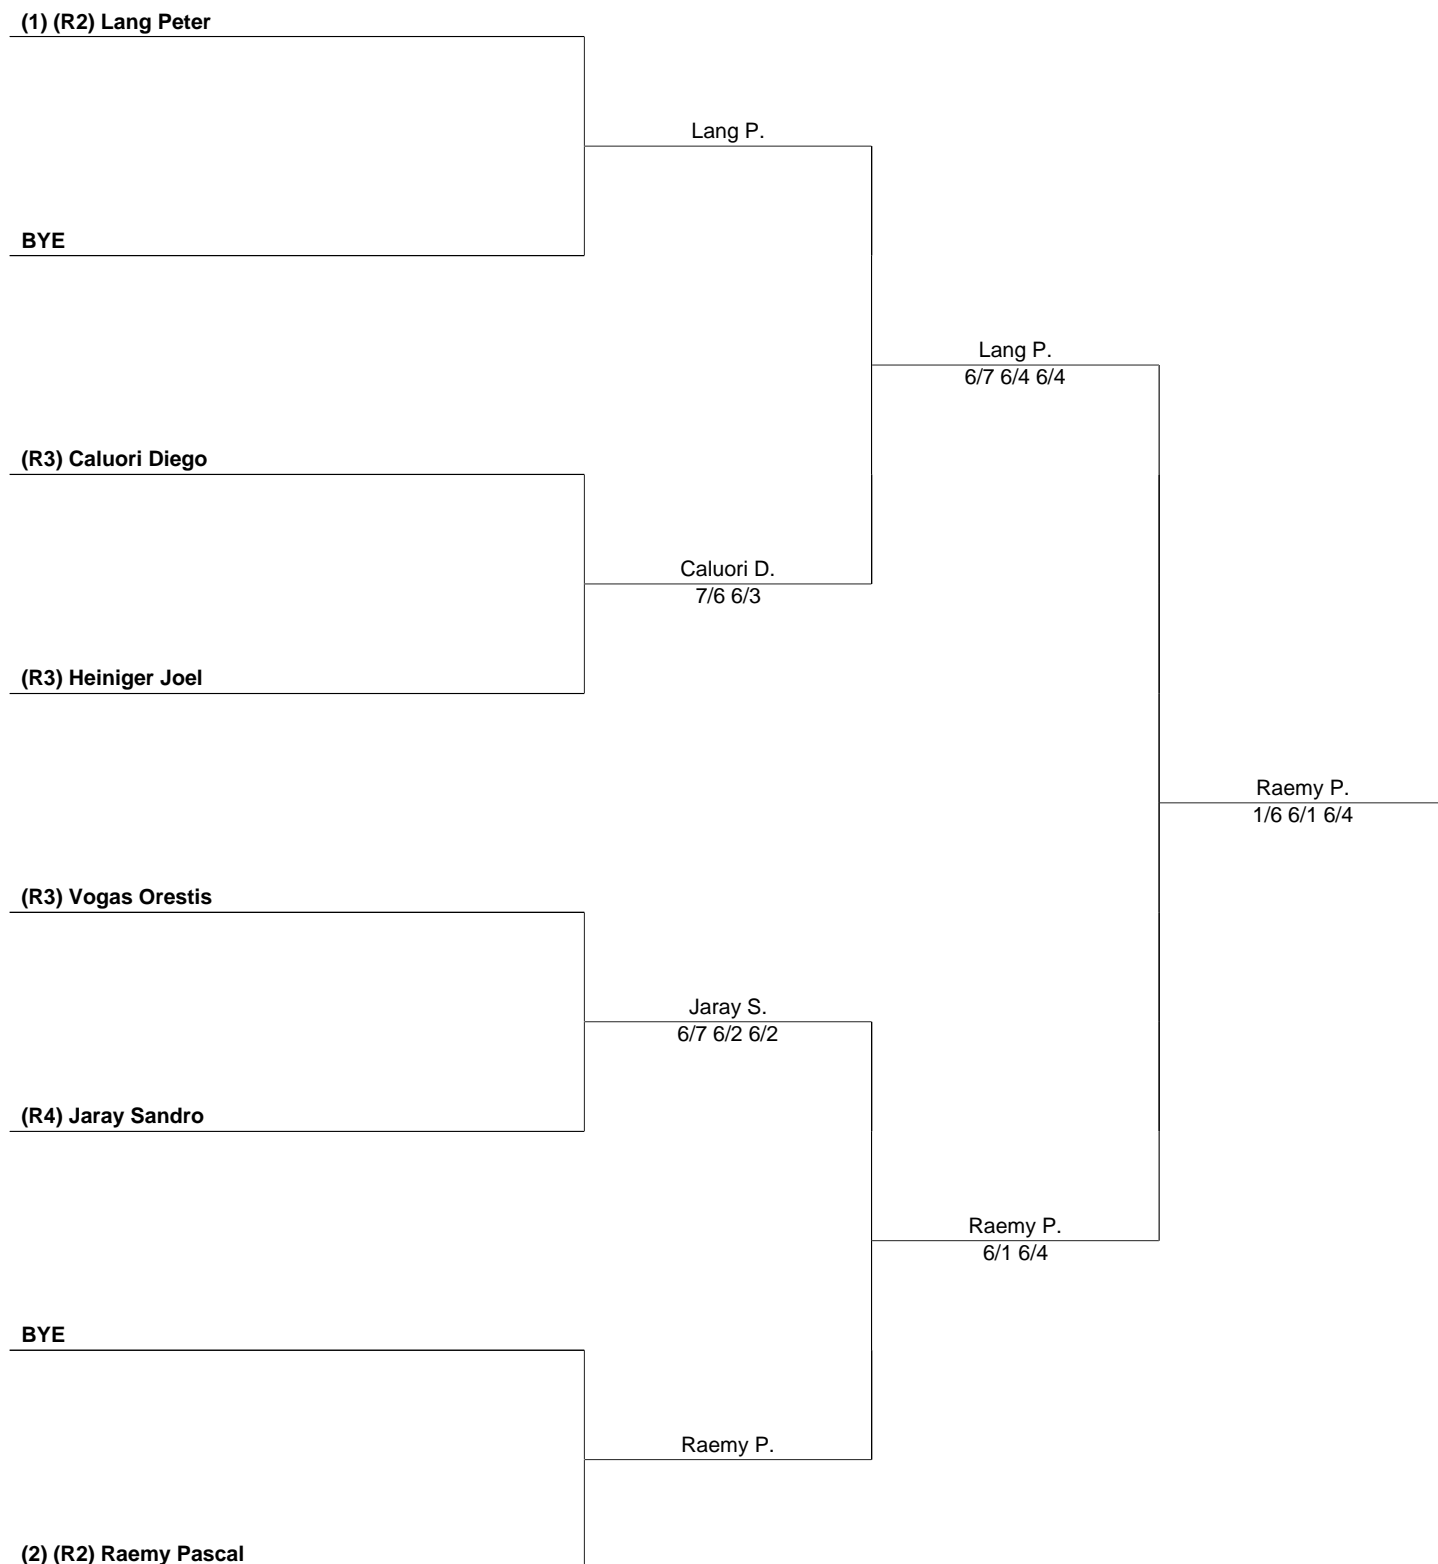 (1) (R2) Lang Peter
Lang P.
BYE
Lang P.
6/7 6/4 6/4
(R3) Caluori Diego
Caluori D.
7/6 6/3
(R3) Heiniger Joel
Raemy P.
1/6 6/1 6/4
(R3) Vogas Orestis
Jaray S.
6/7 6/2 6/2
(R4) Jaray Sandro
Raemy P.
6/1 6/4
BYE
Raemy P.
(2) (R2) Raemy Pascal